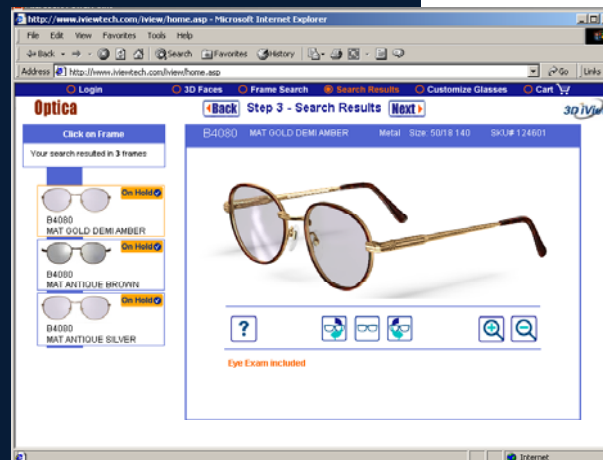 http://www.iviewtech.com/iview/home.asp - Microsoft Internet Explorer
File Edit View Favorites Tools Help
Back Search Favorites History
Address http://www.iviewtech.com/iview/home.asp Go Links
Login 3D Faces Frame Search Search Results Customize Glasses Cart
Optica Back Step 3 - Search Results Next 3D iView
Click on Frame
Your search resulted in 3 frames
On Hold
B4080
MAT GOLD DEMI AMBER
On Hold
B4080
MAT ANTIQUE BROWN
On Hold
B4080
MAT ANTIQUE SILVER
B4080 MAT GOLD DEMI AMBER Metal Size: 50/18 140 SKU# 124601
?
Eye Exam included
Internet